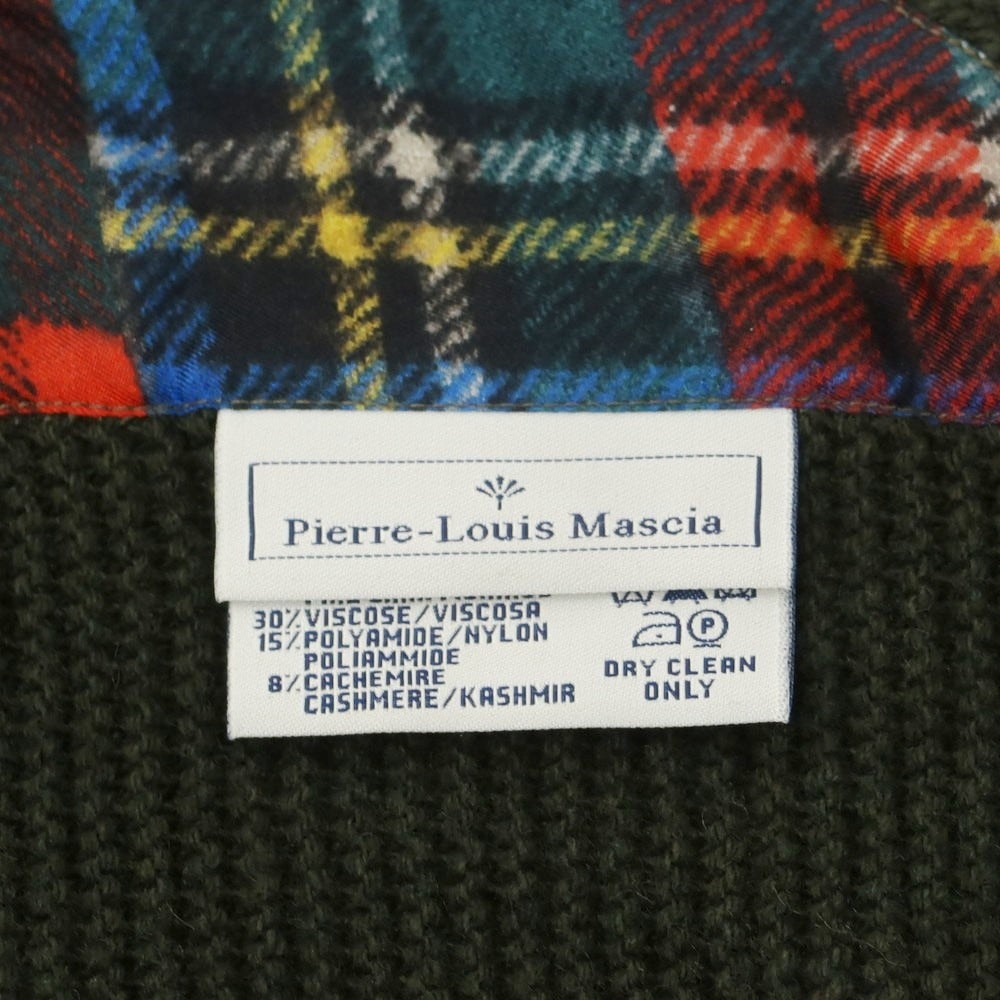 Pierre-Louis Mascia
30% VISCOSE/VISCOSA
15% POLYAMIDE/NYLON
POLIAMMIDE
8% CACHEMIRE
CASHMERE/KASHMIR
P
DRY CLEAN
ONLY